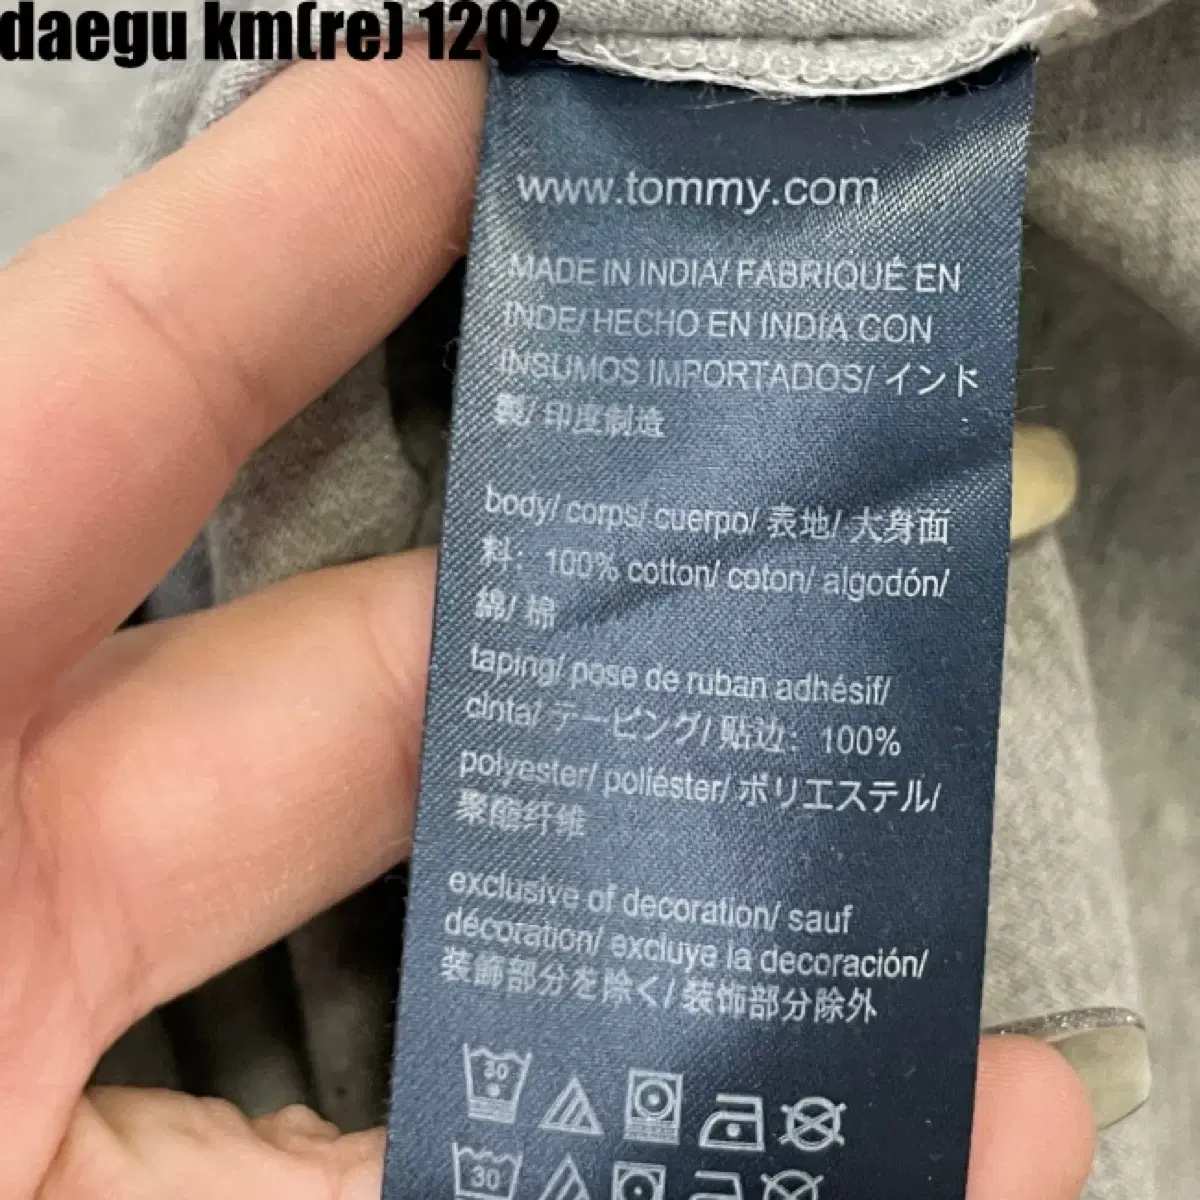 daegu km(re) 1202
www.tommy.com
MADE IN INDIA/ FABRIQUÉ EN
INDE/ HECHO EN INDIA CON
INSUMOS IMPORTADOS/ インド
製/ 印度制造
body/ corps/ cuerpo/ 表地/ 大身面
料: 100% cotton/ coton/ algodón/
綿/ 棉
taping/ pose de ruban adhésif/
cinta/ テーピング/ 贴边: 100%
polyester/ poliéster/ ポリエステル/
聚酯纤维
exclusive of decoration/ sauf
décoration/ excluye la decoración/
装飾部分を除く/ 装饰部分除外
30
30